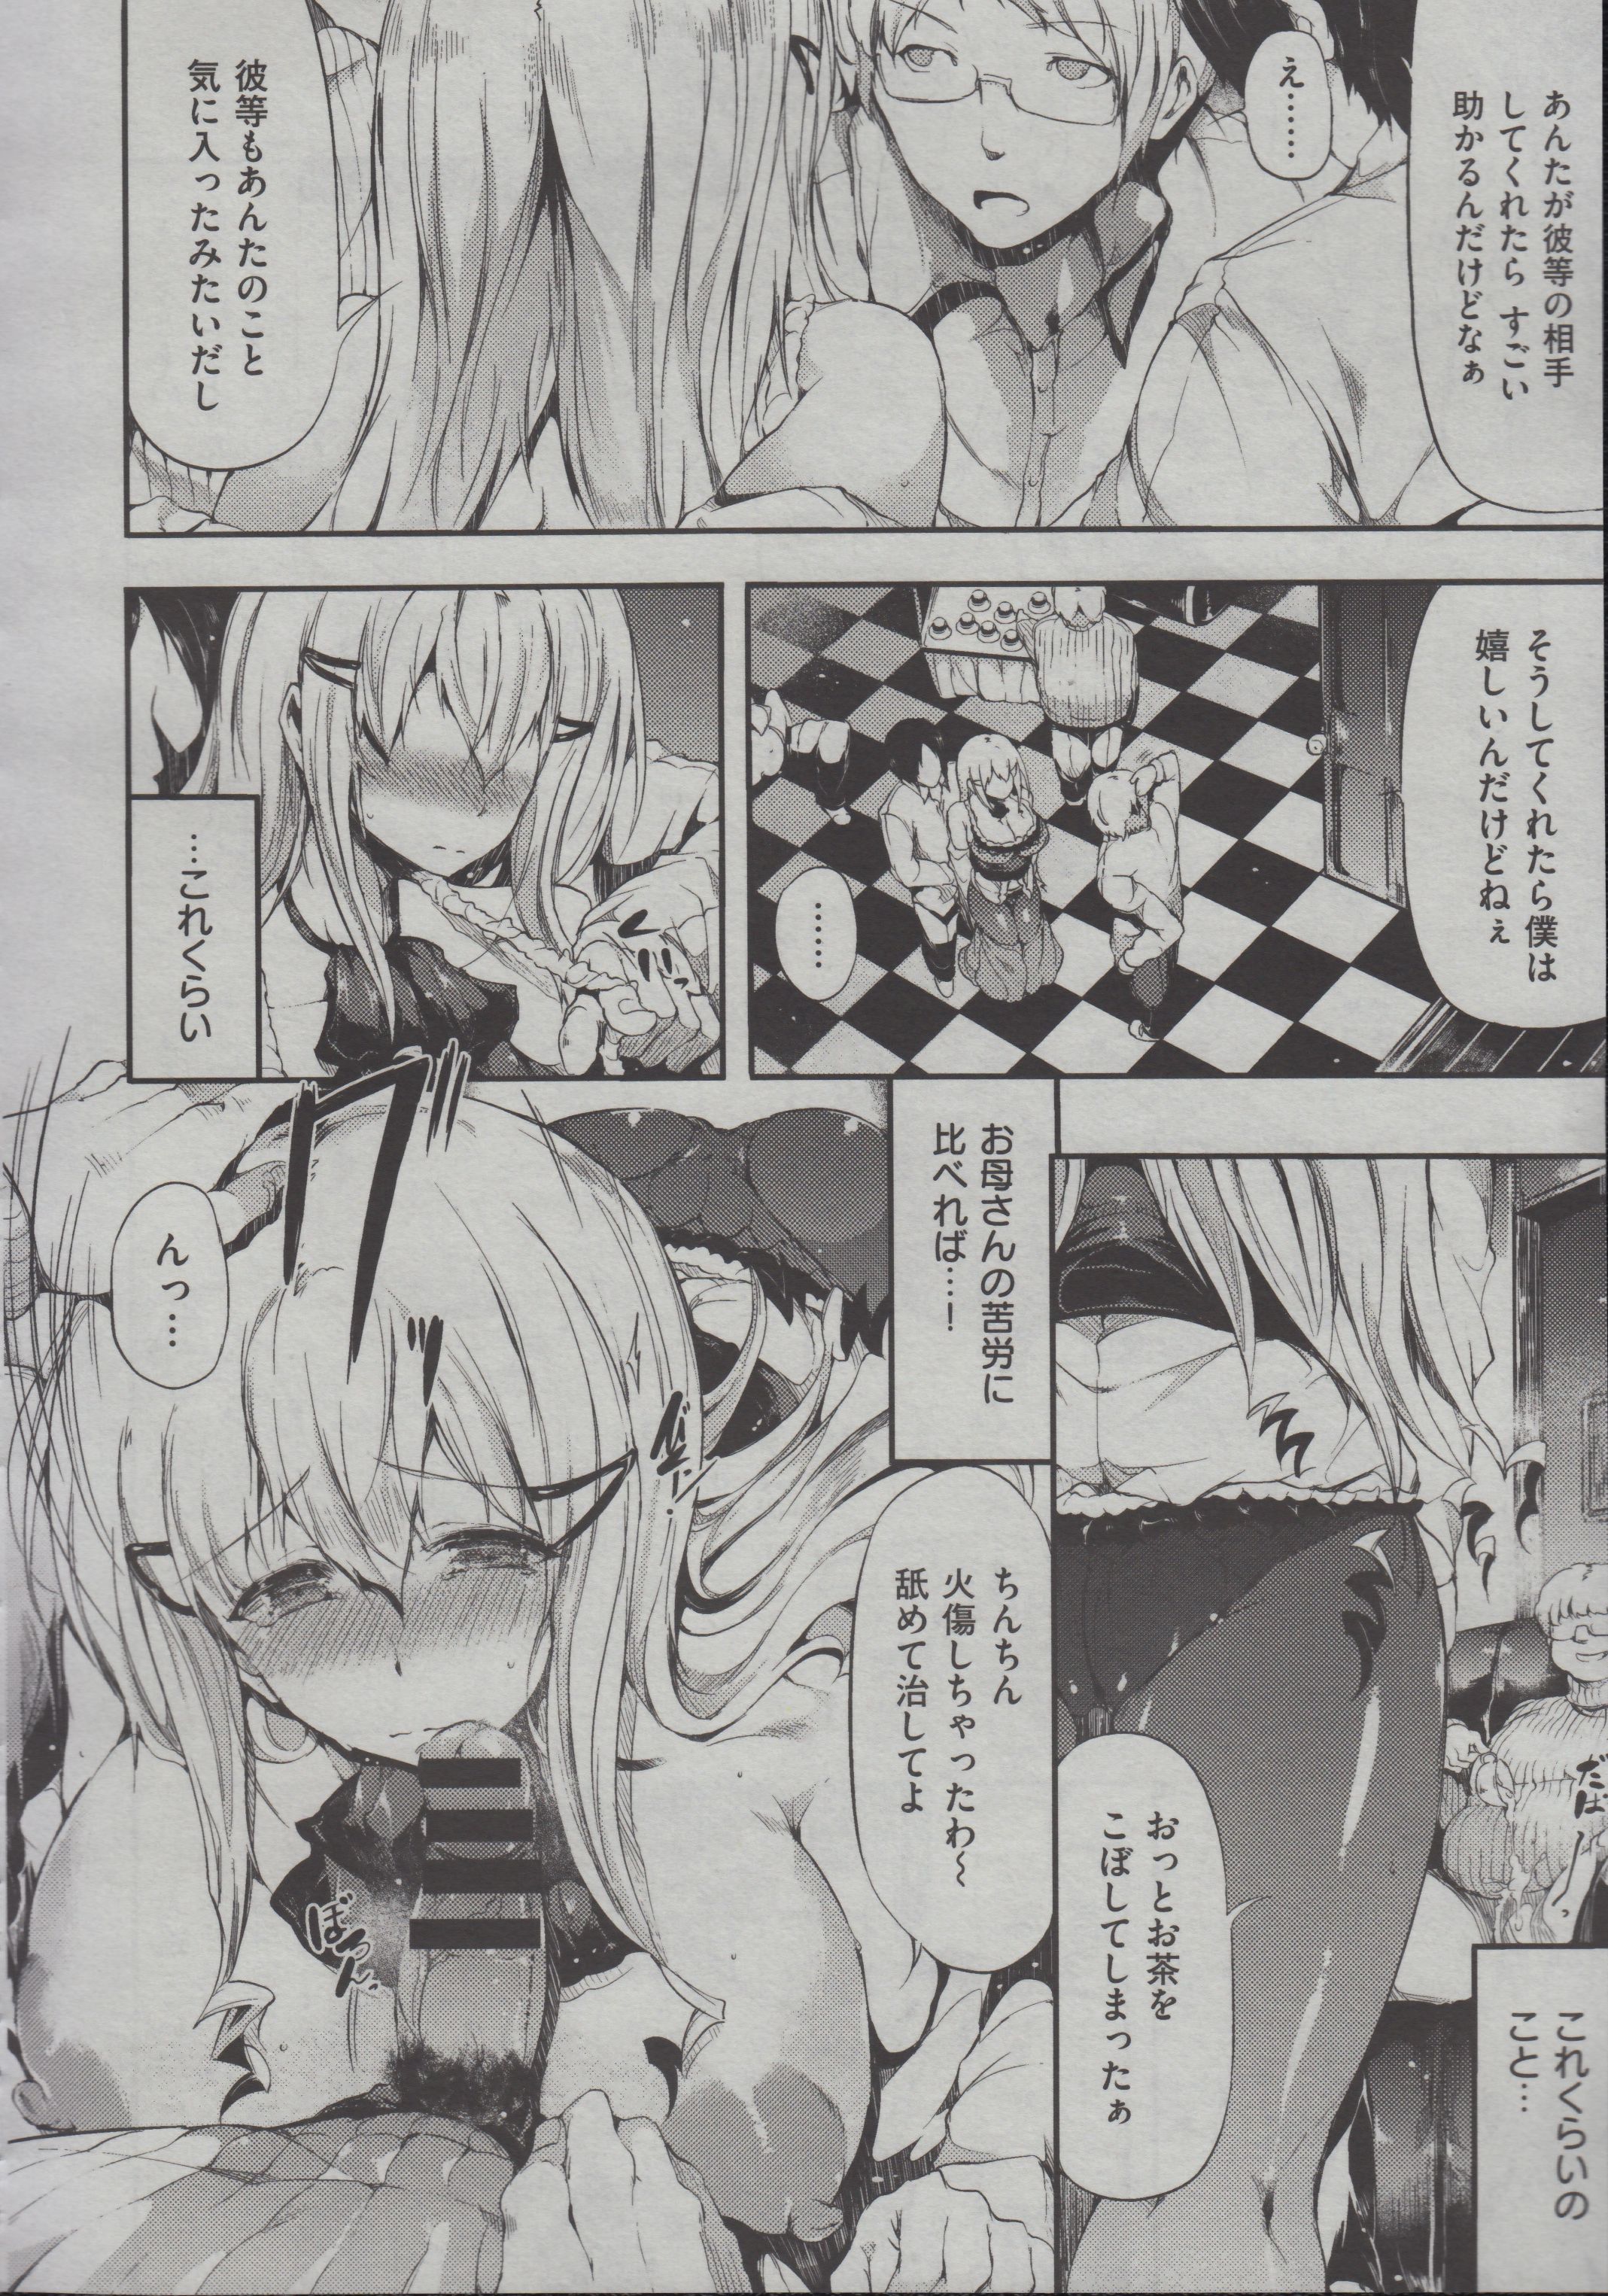 あんたが彼等の相手
してくれたら すごい
助かるんだけどなぁ
え……
彼等もあんたのこと
気に入ったみたいだし
そうしてくれたら僕は
嬉しいんだけどねぇ
……
…これくらい
これくらいの
こと…
だば
おっとお茶を
こぼしてしまったぁ
お母さんの苦労に
比べれば…！
ちんちん
火傷しちゃったわ～
舐めて治してよ
んっ…